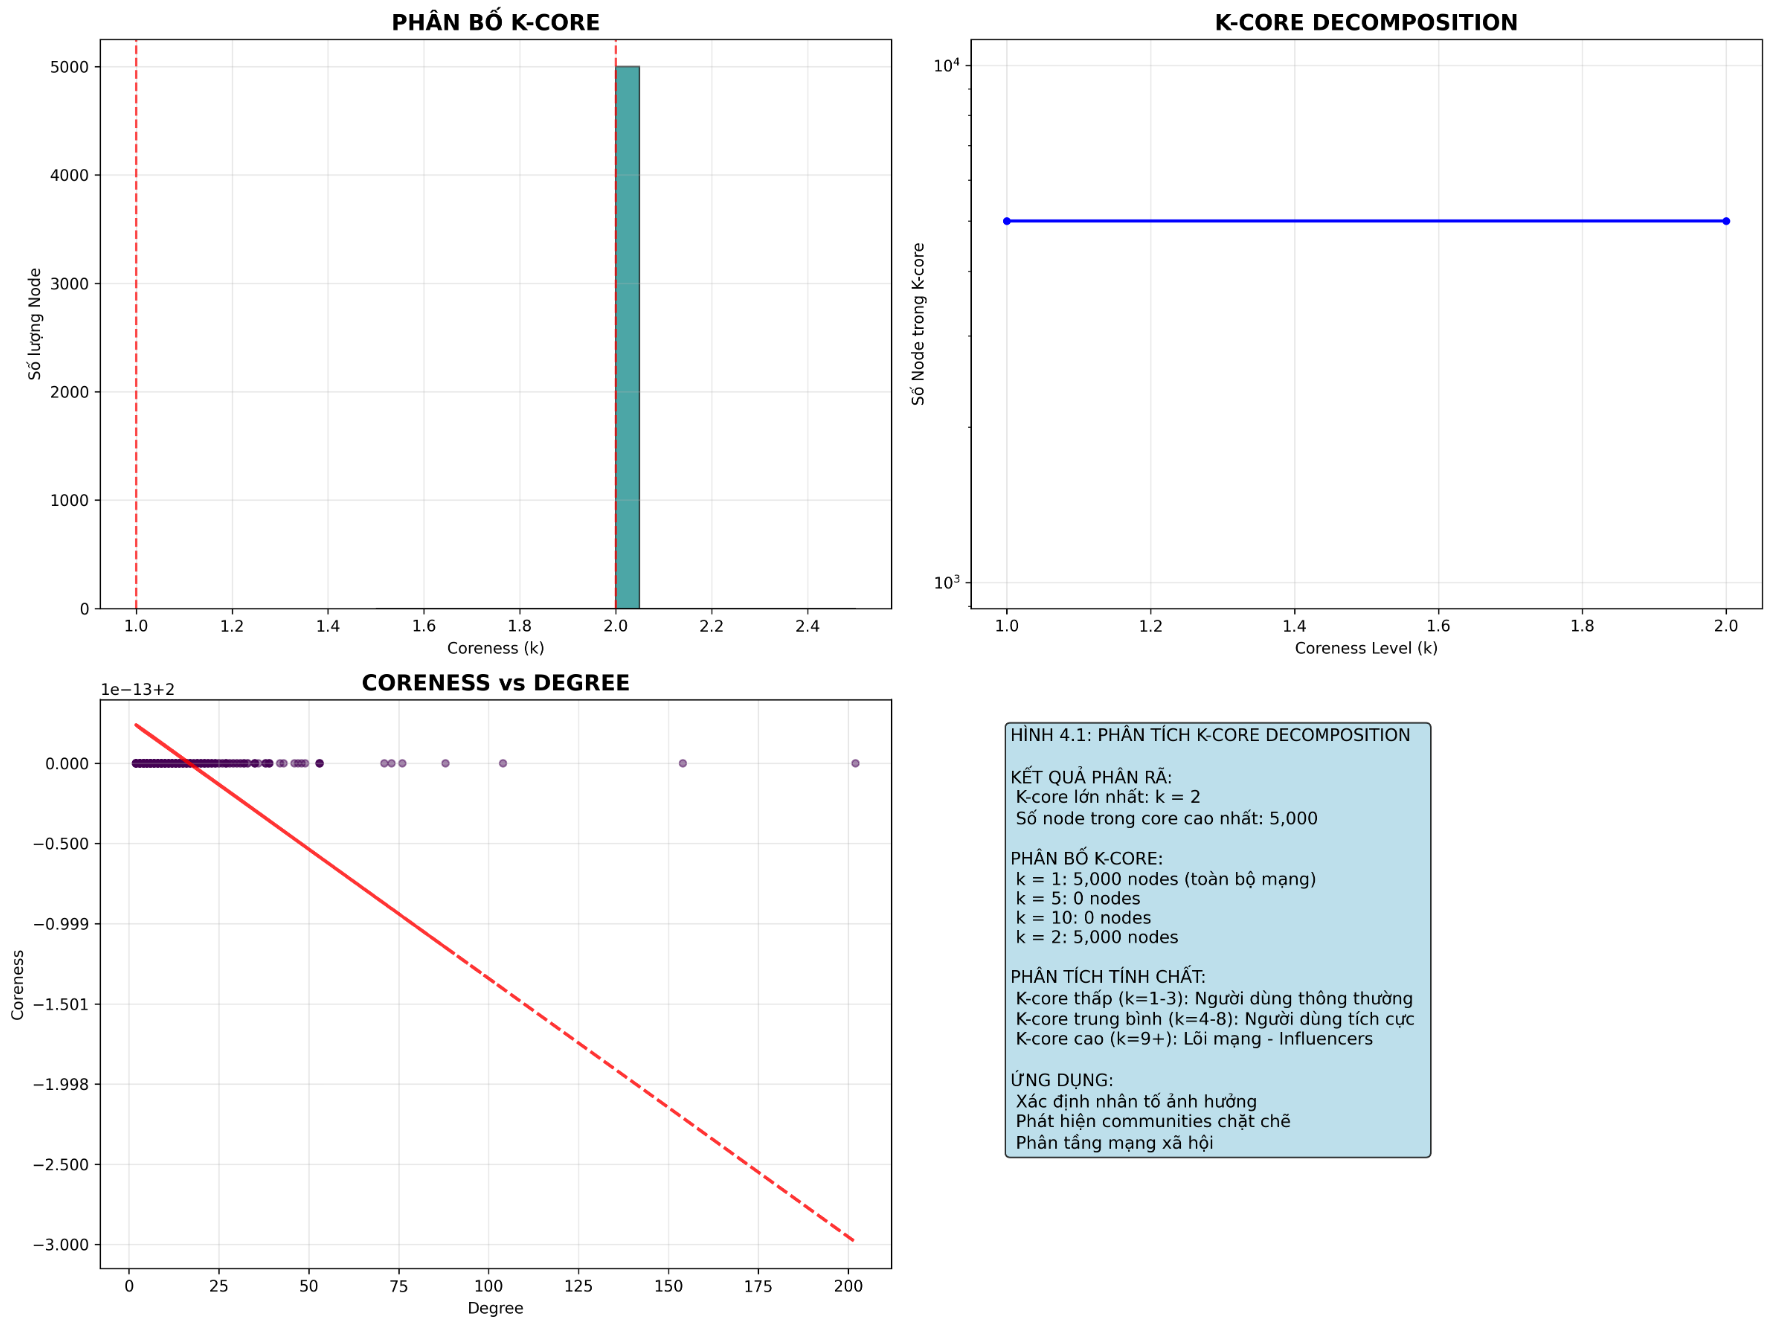 PHÂN BỐ K-CORE
5000
4000
3000
2000
1000
0
Số lượng Node
1.0 1.2 1.4 1.6 1.8 2.0 2.2 2.4
Coreness (k)
K-CORE DECOMPOSITION
10⁴
10³
Số Node trong K-core
1.0 1.2 1.4 1.6 1.8 2.0
Coreness Level (k)
CORENESS vs DEGREE
1e−13+2
0.000
−0.500
−0.999
−1.501
−1.998
−2.500
−3.000
Coreness
0 25 50 75 100 125 150 175 200
Degree
HÌNH 4.1: PHÂN TÍCH K-CORE DECOMPOSITION
KẾT QUẢ PHÂN RÃ:
K-core lớn nhất: k = 2
Số node trong core cao nhất: 5,000
PHÂN BỐ K-CORE:
k = 1: 5,000 nodes (toàn bộ mạng)
k = 5: 0 nodes
k = 10: 0 nodes
k = 2: 5,000 nodes
PHÂN TÍCH TÍNH CHẤT:
K-core thấp (k=1-3): Người dùng thông thường
K-core trung bình (k=4-8): Người dùng tích cực
K-core cao (k=9+): Lõi mạng - Influencers
ỨNG DỤNG:
Xác định nhân tố ảnh hưởng
Phát hiện communities chặt chẽ
Phân tầng mạng xã hội